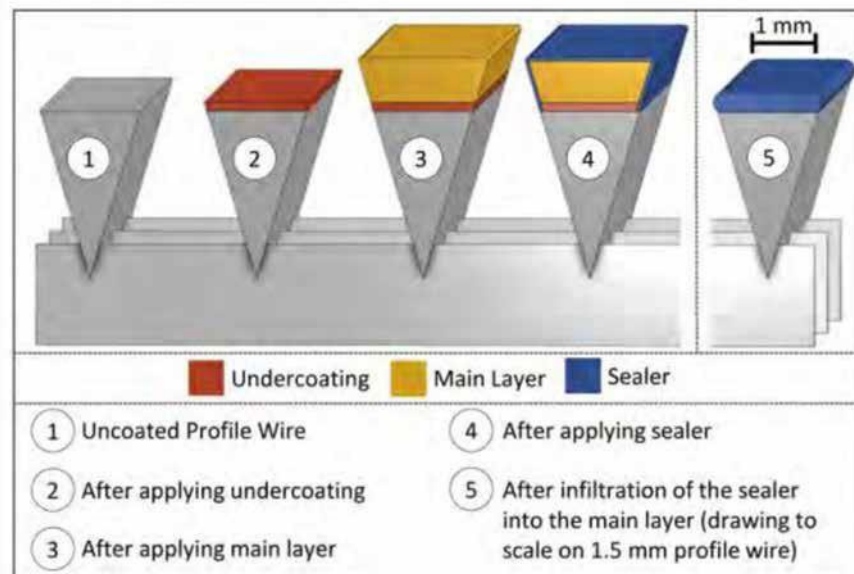 1 mm
1
2
3
4
5
Undercoating
Main Layer
Sealer
1 Uncoated Profile Wire
2 After applying undercoating
3 After applying main layer
4 After applying sealer
5 After infiltration of the sealer
into the main layer (drawing to
scale on 1.5 mm profile wire)